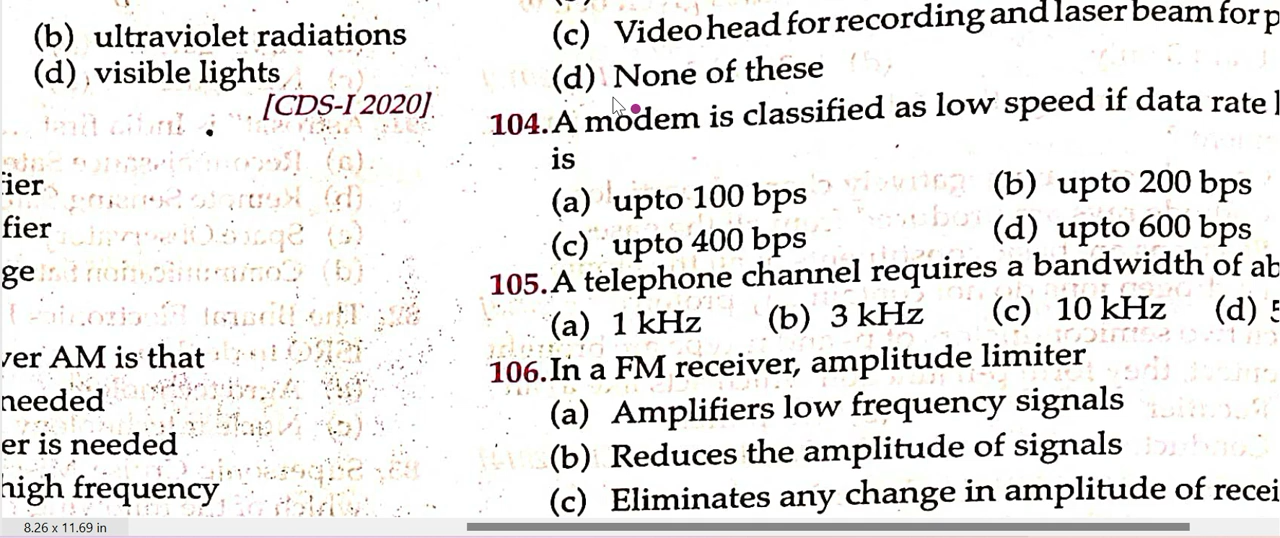 (b) ultraviolet radiations
(d) visible lights
[CDS-I 2020]
fier
ge
ver AM is that
needed
er is needed
high frequency
(c) Video head for recording and laser beam for p
(d) None of these
104. A modem is classified as low speed if data rate
is
(a) upto 100 bps (b) upto 200 bps
(c) upto 400 bps (d) upto 600 bps
105. A telephone channel requires a bandwidth of ab
(a) 1 kHz (b) 3 kHz (c) 10 kHz (d) 5
106. In a FM receiver, amplitude limiter
(a) Amplifiers low frequency signals
(b) Reduces the amplitude of signals
(c) Eliminates any change in amplitude of recei
8.26 x 11.69 in